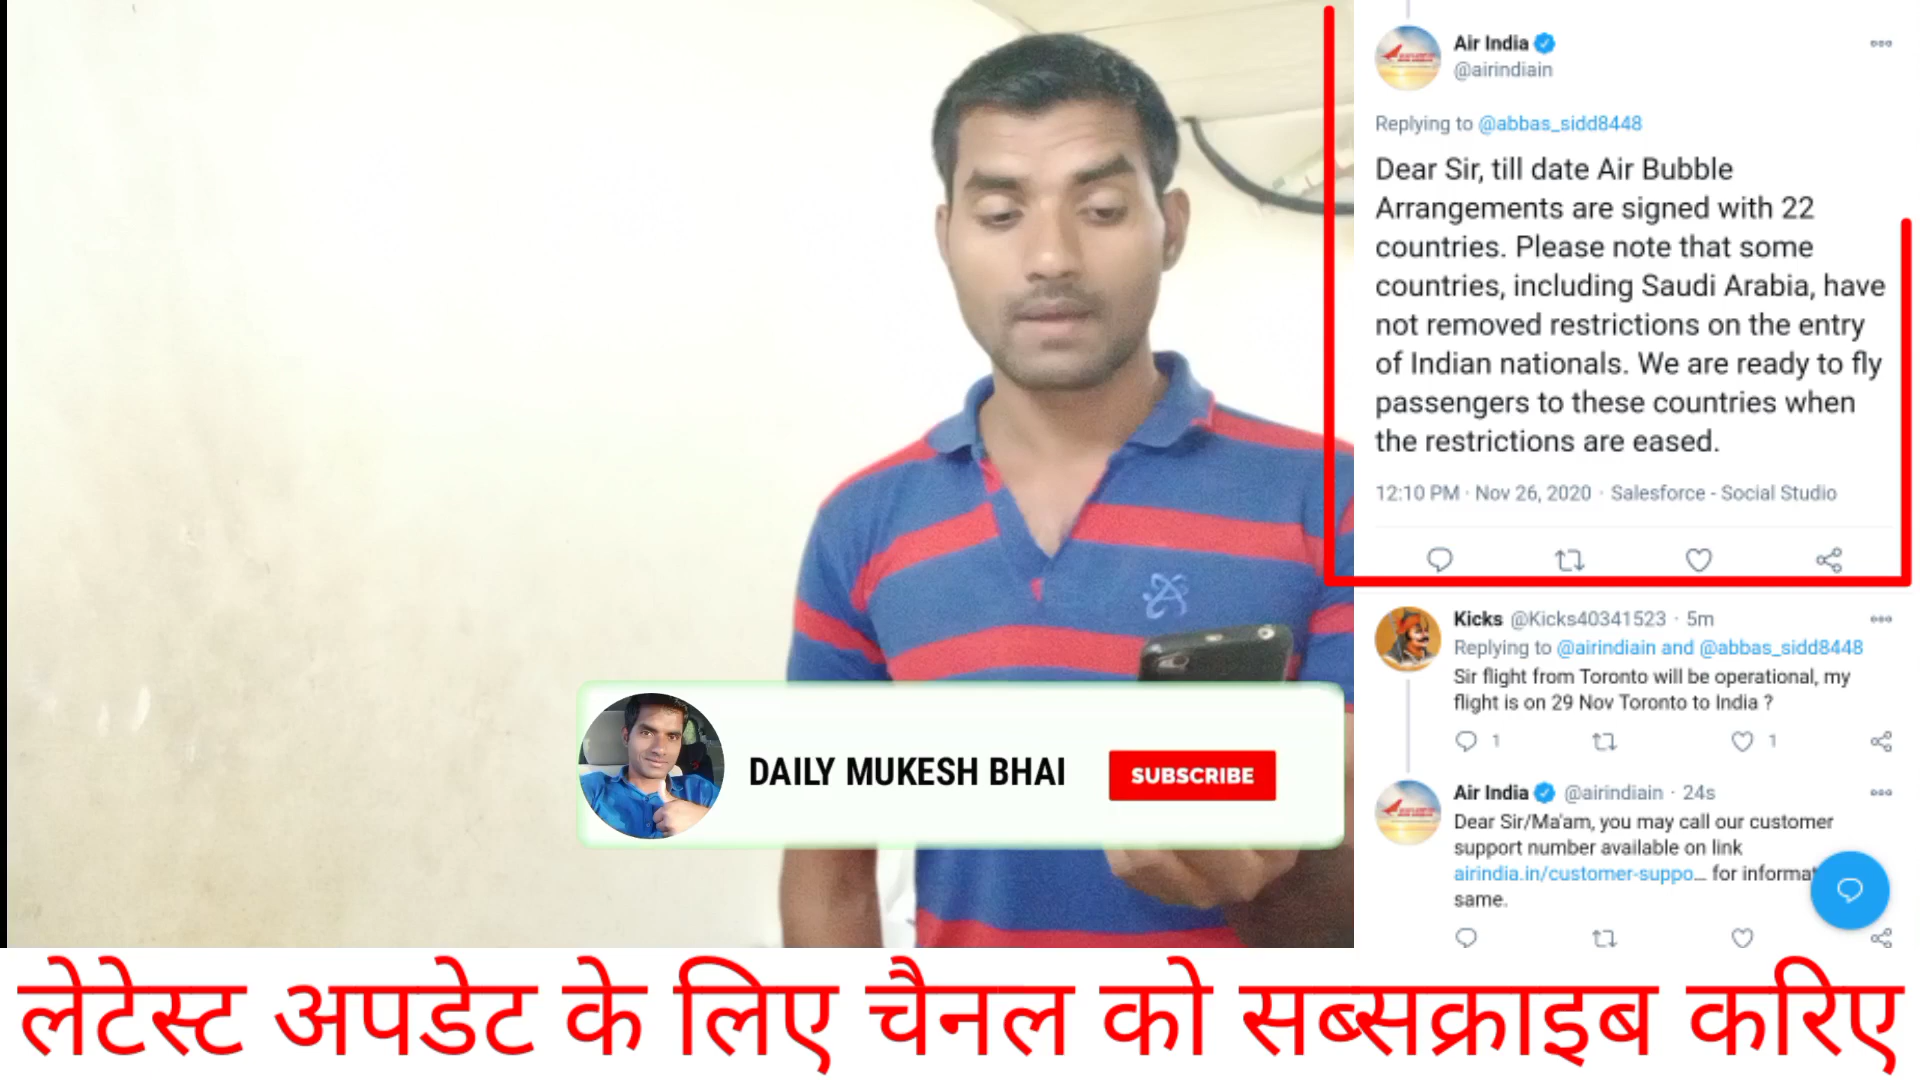 Air India
@airindiain
Replying to @abbas_sidd8448
Dear Sir, till date Air Bubble
Arrangements are signed with 22
countries. Please note that some
countries, including Saudi Arabia, have
not removed restrictions on the entry
of Indian nationals. We are ready to fly
passengers to these countries when
the restrictions are eased.
12:10 PM · Nov 26, 2020 · Salesforce - Social Studio
Kicks @Kicks40341523 · 5m
Replying to @airindiain and @abbas_sidd8448
Sir flight from Toronto will be operational, my
flight is on 29 Nov Toronto to India ?
1 1
Air India @airindiain · 24s
Dear Sir/Ma'am, you may call our customer
support number available on link
airindia.in/customer-suppo... for informat
same.
DAILY MUKESH BHAI SUBSCRIBE
लेटेस्ट अपडेट के लिए चैनल को सब्सक्राइब करिए